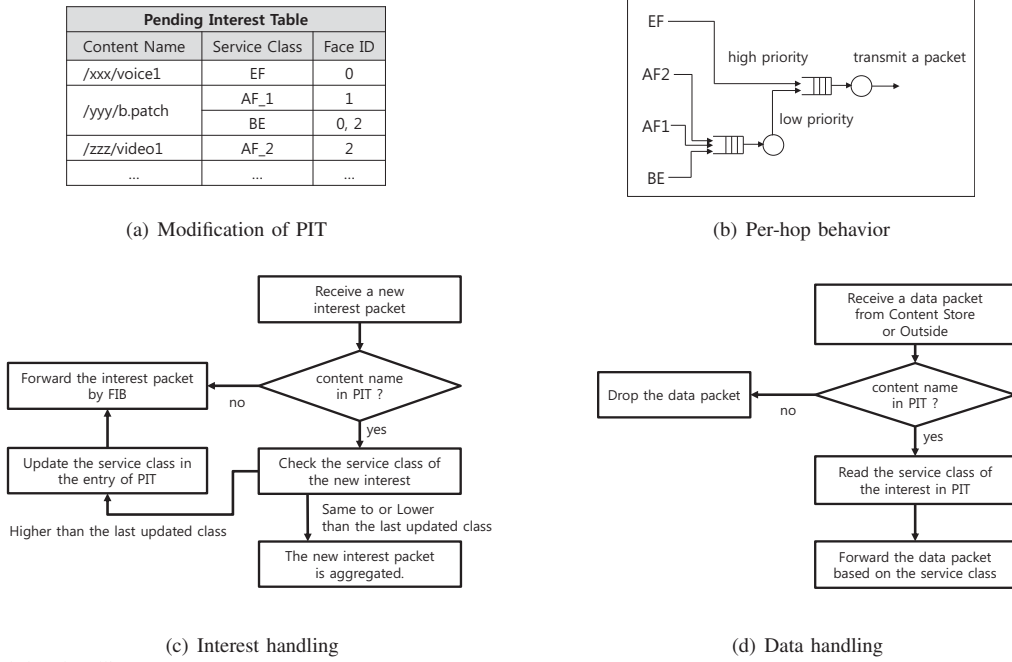 Pending Interest Table
Content Name Service Class Face ID
/xxx/voice1 EF 0
/yyy/b.patch AF_1 1
BE 0, 2
/zzz/video1 AF_2 2
... ... ...
(a) Modification of PIT
EF
high priority
transmit a packet
AF2
low priority
AF1
BE
(b) Per-hop behavior
Receive a new
interest packet
content name
in PIT ?
no
yes
Forward the interest packet
by FIB
Update the service class in
the entry of PIT
Check the service class of
the new interest
Higher than the last updated class
Same to or Lower
than the last updated class
The new interest packet
is aggregated.
(c) Interest handling
Receive a data packet
from Content Store
or Outside
content name
in PIT ?
no
yes
Drop the data packet
Read the service class of
the interest in PIT
Forward the data packet
based on the service class
(d) Data handling